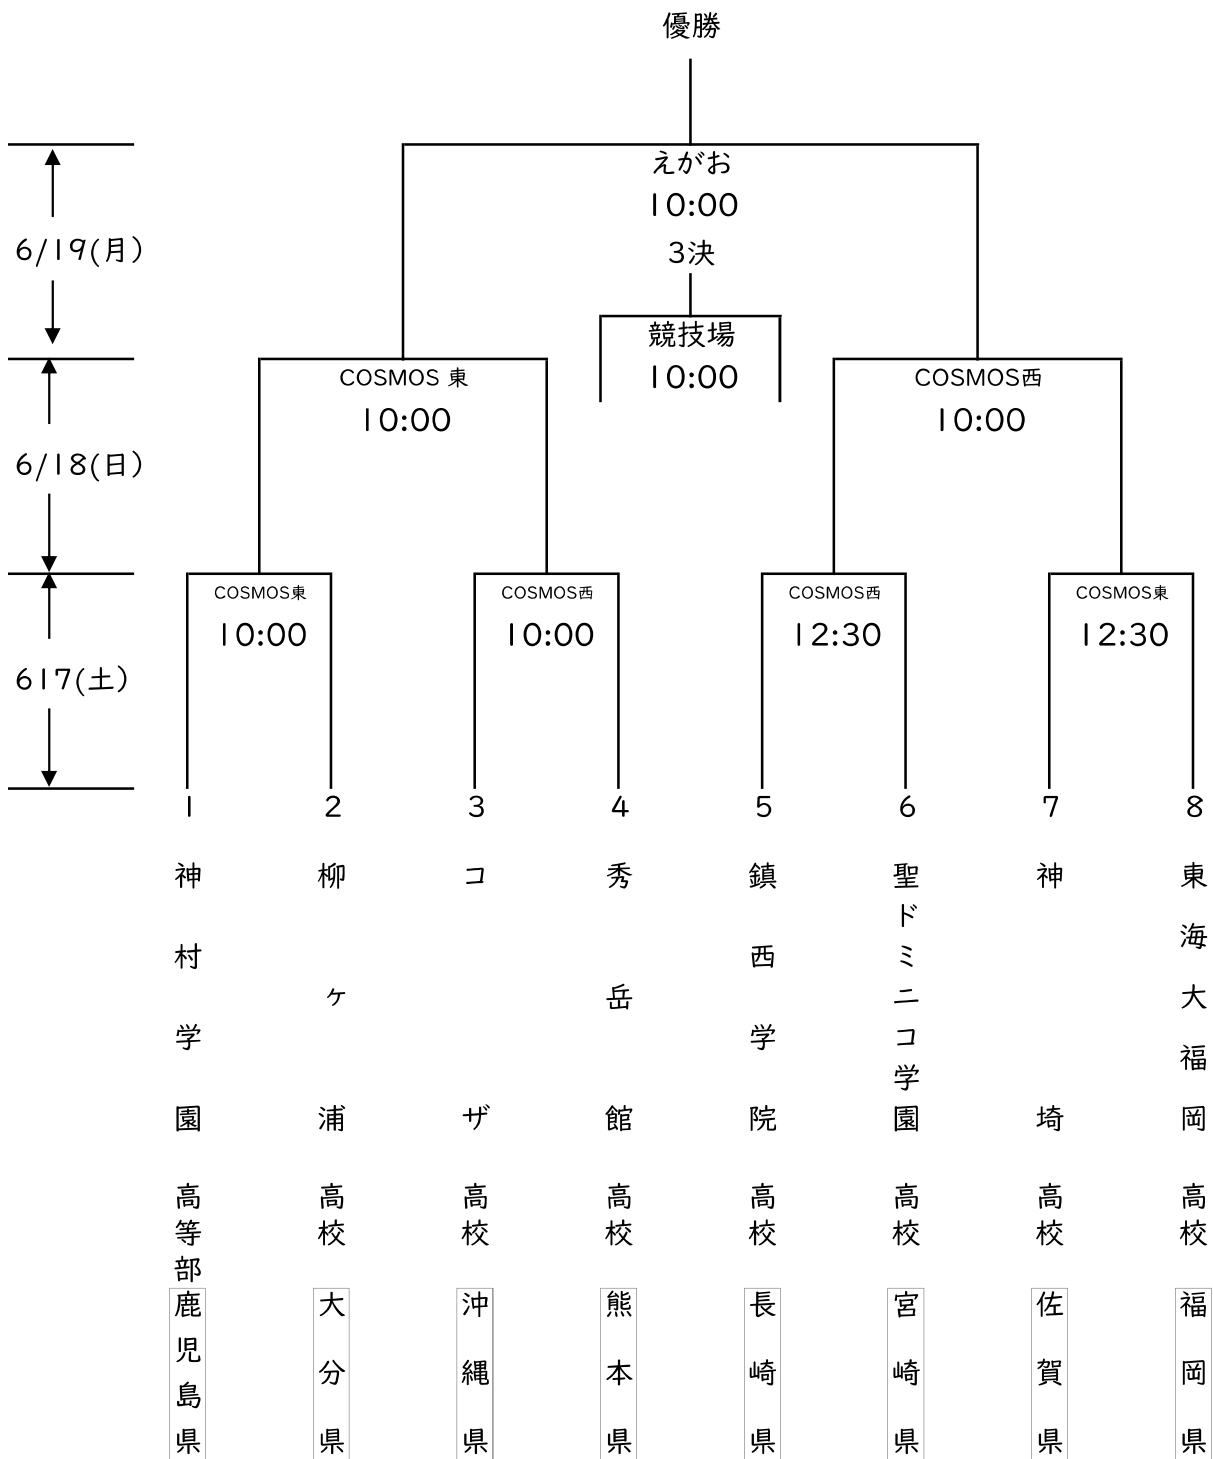 優勝
えがお
10:00
6/19(月)
3決
競技場
10:00
COSMOS 東
10:00
COSMOS西
10:00
6/18(日)
COSMOS東
10:00
COSMOS西
10:00
COSMOS西
12:30
COSMOS東
12:30
617(土)
1
2
3
4
5
6
7
8
神村学園高等部
柳ヶ浦高校
コザ高校
秀岳館高校
鎮西学院高校
聖ドミニコ学園高校
神埼高校
東海大福岡高校
鹿児島県
大分県
沖縄県
熊本県
長崎県
宮崎県
佐賀県
福岡県